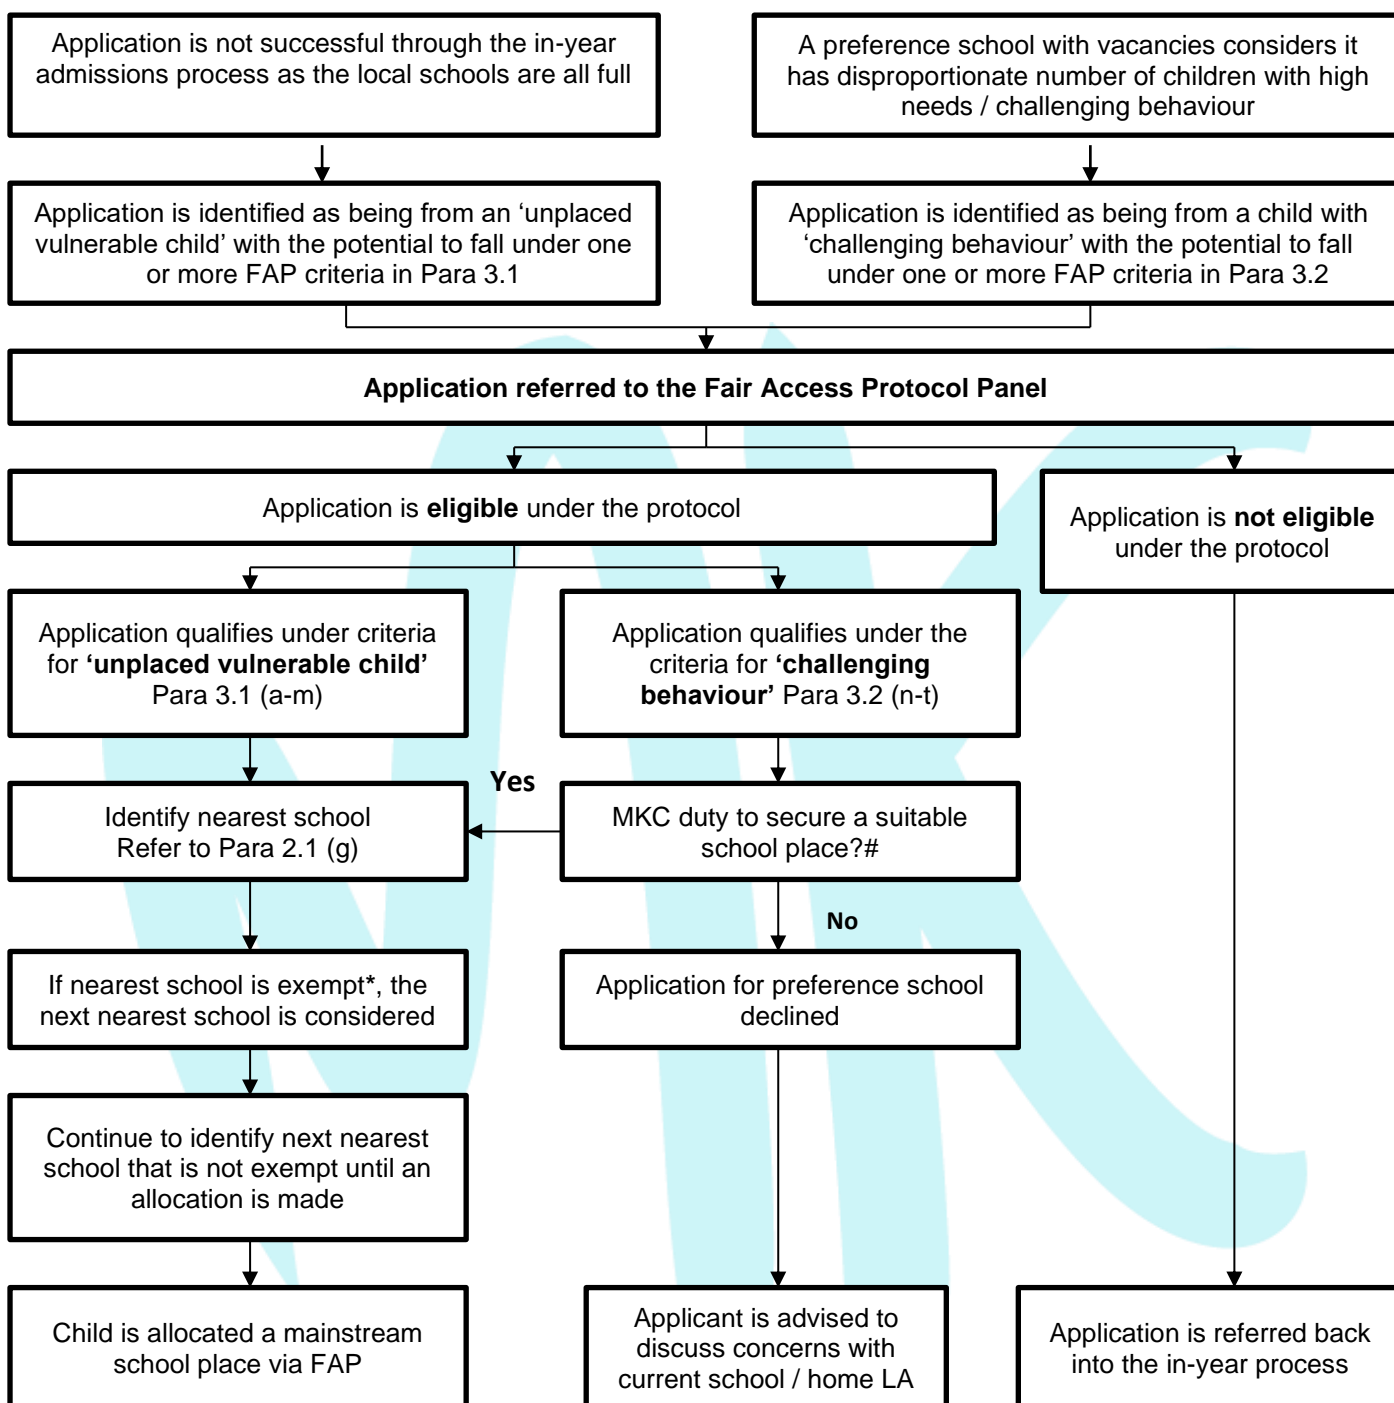 Application is not successful through the in-year
admissions process as the local schools are all full
A preference school with vacancies considers it
has disproportionate number of children with high
needs / challenging behaviour
Application is identified as being from an ‘unplaced
vulnerable child’ with the potential to fall under one
or more FAP criteria in Para 3.1
Application is identified as being from a child with
‘challenging behaviour’ with the potential to fall
under one or more FAP criteria in Para 3.2
Application referred to the Fair Access Protocol Panel
Application is eligible under the protocol
Application is not eligible
under the protocol
Application qualifies under criteria
for ‘unplaced vulnerable child’
Para 3.1 (a-m)
Application qualifies under the
criteria for ‘challenging
behaviour’ Para 3.2 (n-t)
Identify nearest school
Refer to Para 2.1 (g)
Yes
MKC duty to secure a suitable
school place?#
No
If nearest school is exempt*, the
next nearest school is considered
Application for preference school
declined
Continue to identify next nearest
school that is not exempt until an
allocation is made
Child is allocated a mainstream
school place via FAP
Applicant is advised to
discuss concerns with
current school / home LA
Application is referred back
into the in-year process
MK